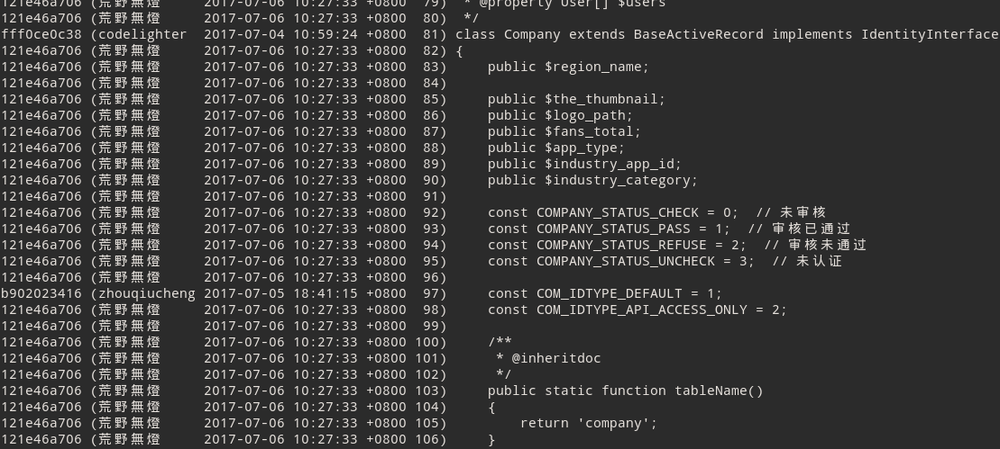 121e46a706 (荒野無燈     2017-07-06 10:27:33 +0800  79)  * @property User[] $users
121e46a706 (荒野無燈     2017-07-06 10:27:33 +0800  80)  */
fff0ce0c38 (codelighter  2017-07-04 10:59:24 +0800  81) class Company extends BaseActiveRecord implements IdentityInterface
121e46a706 (荒野無燈     2017-07-06 10:27:33 +0800  82) {
121e46a706 (荒野無燈     2017-07-06 10:27:33 +0800  83)     public $region_name;
121e46a706 (荒野無燈     2017-07-06 10:27:33 +0800  84)
121e46a706 (荒野無燈     2017-07-06 10:27:33 +0800  85)     public $the_thumbnail;
121e46a706 (荒野無燈     2017-07-06 10:27:33 +0800  86)     public $logo_path;
121e46a706 (荒野無燈     2017-07-06 10:27:33 +0800  87)     public $fans_total;
121e46a706 (荒野無燈     2017-07-06 10:27:33 +0800  88)     public $app_type;
121e46a706 (荒野無燈     2017-07-06 10:27:33 +0800  89)     public $industry_app_id;
121e46a706 (荒野無燈     2017-07-06 10:27:33 +0800  90)     public $industry_category;
121e46a706 (荒野無燈     2017-07-06 10:27:33 +0800  91)
121e46a706 (荒野無燈     2017-07-06 10:27:33 +0800  92)     const COMPANY_STATUS_CHECK = 0;  // 未审核
121e46a706 (荒野無燈     2017-07-06 10:27:33 +0800  93)     const COMPANY_STATUS_PASS = 1;  // 审核已通过
121e46a706 (荒野無燈     2017-07-06 10:27:33 +0800  94)     const COMPANY_STATUS_REFUSE = 2;  // 审核未通过
121e46a706 (荒野無燈     2017-07-06 10:27:33 +0800  95)     const COMPANY_STATUS_UNCHECK = 3;  // 未认证
121e46a706 (荒野無燈     2017-07-06 10:27:33 +0800  96)
b902023416 (zhouqiucheng 2017-07-05 18:41:15 +0800  97)     const COM_IDTYPE_DEFAULT = 1;
121e46a706 (荒野無燈     2017-07-06 10:27:33 +0800  98)     const COM_IDTYPE_API_ACCESS_ONLY = 2;
121e46a706 (荒野無燈     2017-07-06 10:27:33 +0800  99)
121e46a706 (荒野無燈     2017-07-06 10:27:33 +0800 100)     /**
121e46a706 (荒野無燈     2017-07-06 10:27:33 +0800 101)      * @inheritdoc
121e46a706 (荒野無燈     2017-07-06 10:27:33 +0800 102)      */
121e46a706 (荒野無燈     2017-07-06 10:27:33 +0800 103)     public static function tableName()
121e46a706 (荒野無燈     2017-07-06 10:27:33 +0800 104)     {
121e46a706 (荒野無燈     2017-07-06 10:27:33 +0800 105)         return 'company';
121e46a706 (荒野無燈     2017-07-06 10:27:33 +0800 106)     }